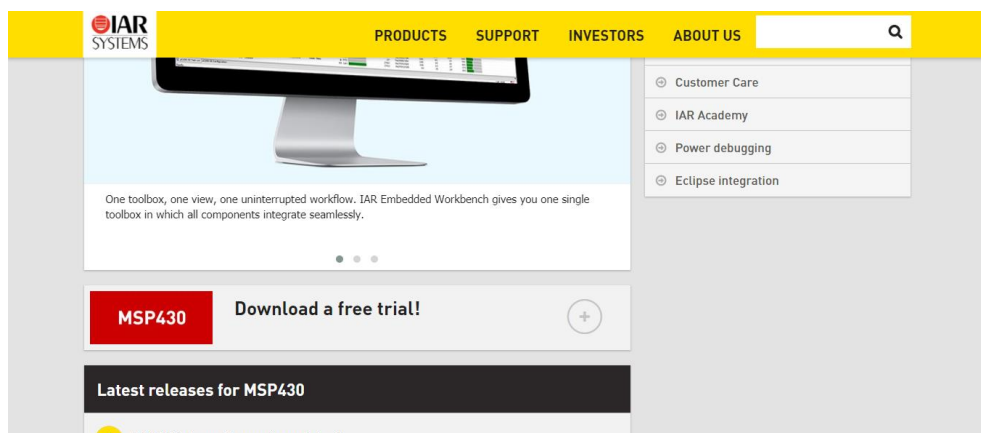 IAR
SYSTEMS
PRODUCTS SUPPORT INVESTORS ABOUT US
Customer Care
IAR Academy
Power debugging
Eclipse integration
One toolbox, one view, one uninterrupted workflow. IAR Embedded Workbench gives you one single
toolbox in which all components integrate seamlessly.
MSP430
Download a free trial!
Latest releases for MSP430